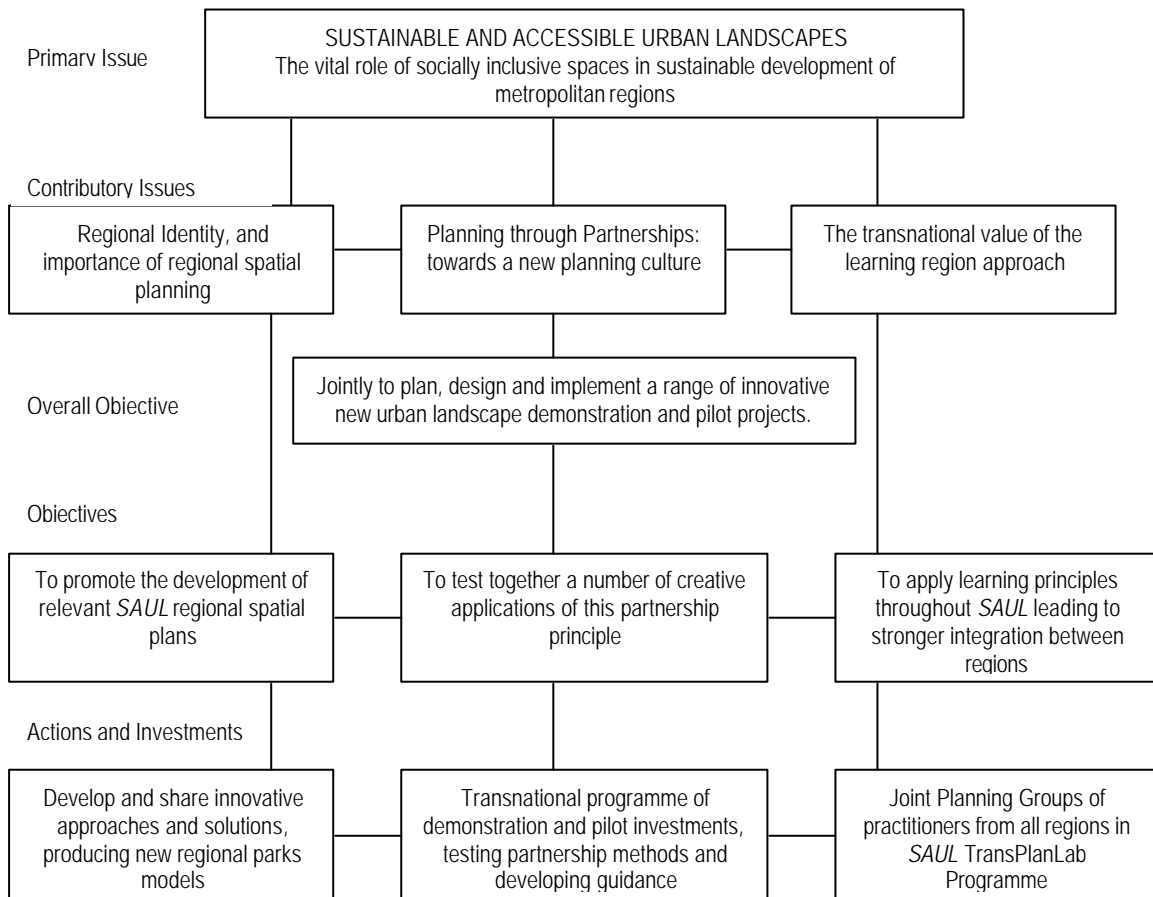 Primary Issue
SUSTAINABLE AND ACCESSIBLE URBAN LANDSCAPES
The vital role of socially inclusive spaces in sustainable development of
metropolitan regions
Contributory Issues
Regional Identity, and
importance of regional spatial
planning
Planning through Partnerships:
towards a new planning culture
The transnational value of the
learning region approach
Overall Objective
Jointly to plan, design and implement a range of innovative
new urban landscape demonstration and pilot projects.
Objectives
To promote the development of
relevant SAUL regional spatial
plans
To test together a number of creative
applications of this partnership
principle
To apply learning principles
throughout SAUL leading to
stronger integration between
regions
Actions and Investments
Develop and share innovative
approaches and solutions,
producing new regional parks
models
Transnational programme of
demonstration and pilot investments,
testing partnership methods and
developing guidance
Joint Planning Groups of
practitioners from all regions in
SAUL TransPlanLab
Programme